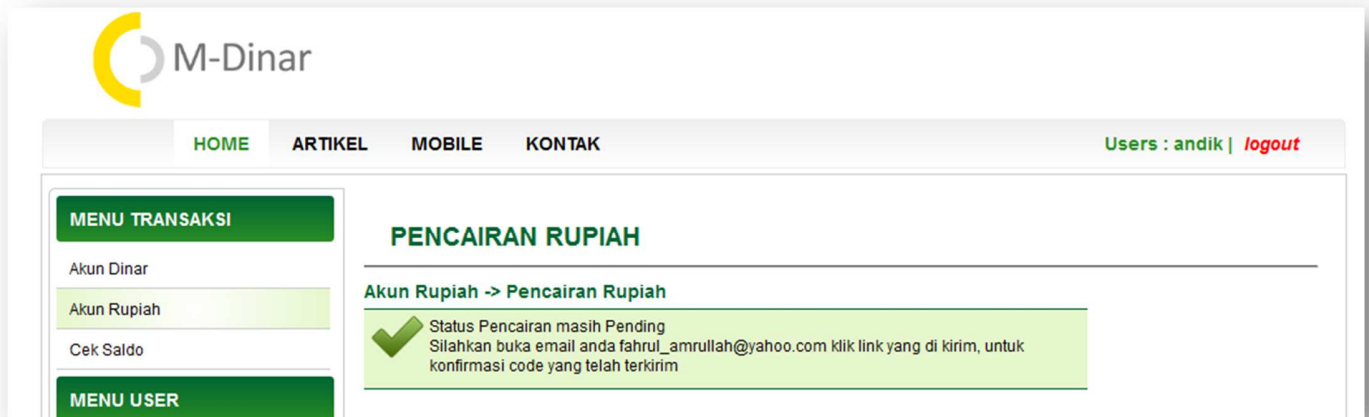 M-Dinar
HOME ARTIKEL MOBILE KONTAK Users : andik | logout
MENU TRANSAKSI
Akun Dinar
Akun Rupiah
Cek Saldo
MENU USER
PENCAIRAN RUPIAH
Akun Rupiah -> Pencairan Rupiah
Status Pencairan masih Pending
Silahkan buka email anda fahrul_amrullah@yahoo.com klik link yang di kirim, untuk
konfirmasi code yang telah terkirim